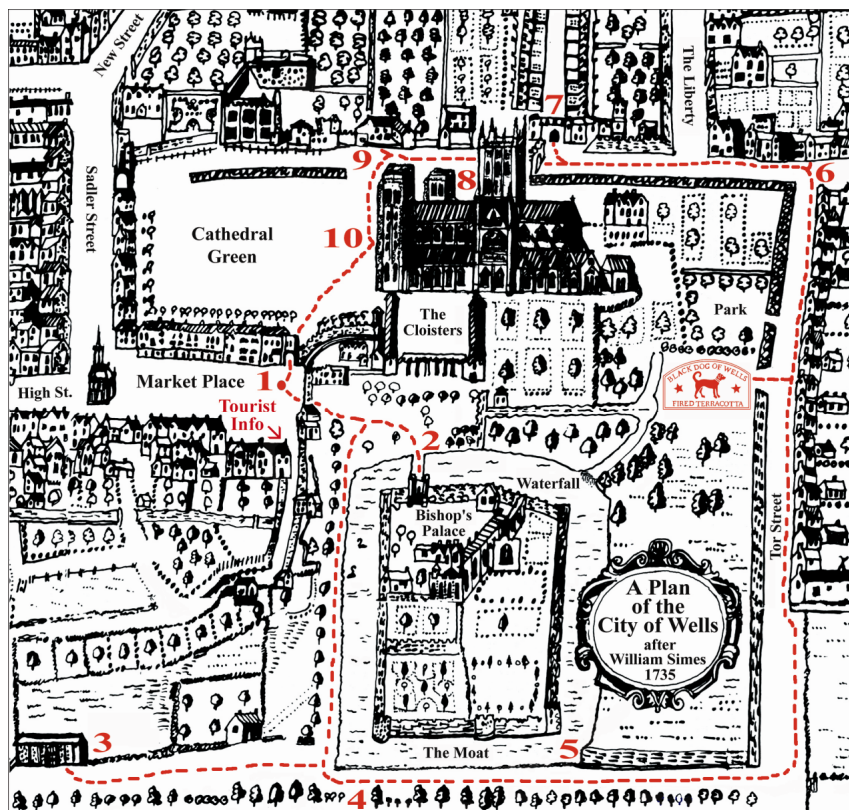 New Street
The Liberty
7
Sadler Street
9
8
6
10
Cathedral
Green
The
Cloisters
Park
1
Market Place
High St.
BLACK DOG OF WELLS
FIRED TERRACOTTA
Tourist
Info
2
Waterfall
Bishop's
Palace
Tor Street
A Plan
of the
City of Wells
after
William Simes
1735
3
The Moat
5
4